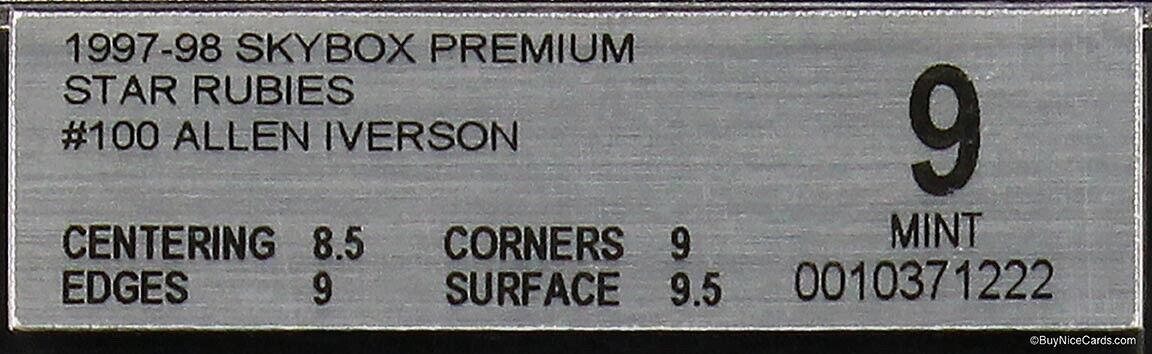 1997-98 SKYBOX PREMIUM
STAR RUBIES
#100 ALLEN IVERSON
9
MINT
0010371222
CENTERING 8.5 CORNERS 9
EDGES 9 SURFACE 9.5
©BuyNiceCards.com